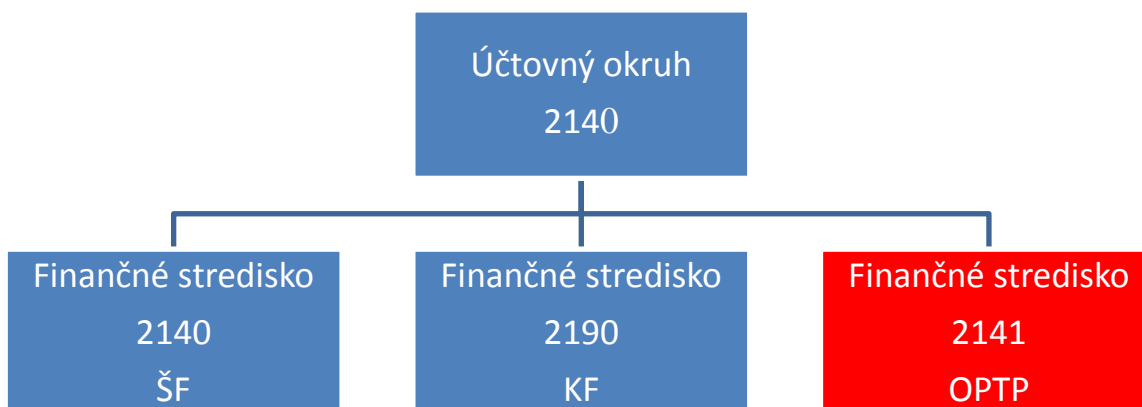 Účtovný okruh
2140
Finančné stredisko
2140
ŠF
Finančné stredisko
2190
KF
Finančné stredisko
2141
OPTP